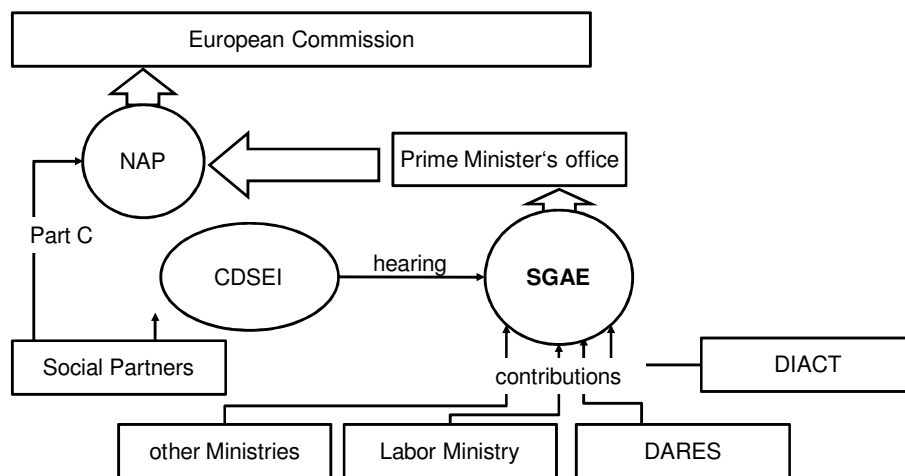 European Commission
NAP
Prime Minister‘s office
Part C
CDSEI
hearing
SGAE
Social Partners
contributions
DIACT
other Ministries
Labor Ministry
DARES